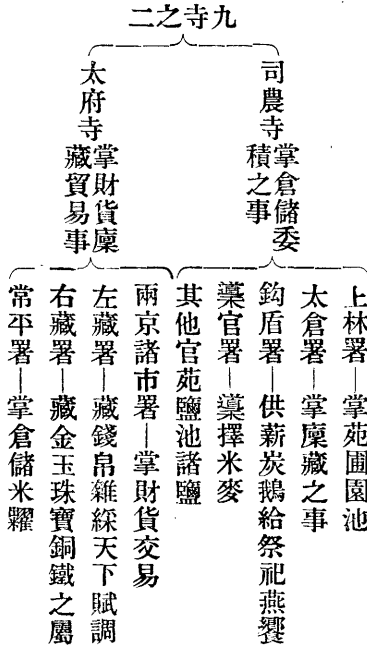 九寺之二
司農寺
掌倉儲委
積之事
上林署—掌苑圃園池
太倉署—掌廩藏之事
鈎盾署—供薪炭鵝給祭祀燕饗
䆃官署—䆃擇米麥
其他官苑鹽池諸鹽
太府寺
掌財貨廩
藏貿易事
兩京諸市署—掌財貨交易
左藏署—藏錢帛雜綵天下賦調
右藏署—藏金玉珠寶銅鐵之屬
常平署—掌倉儲米糶